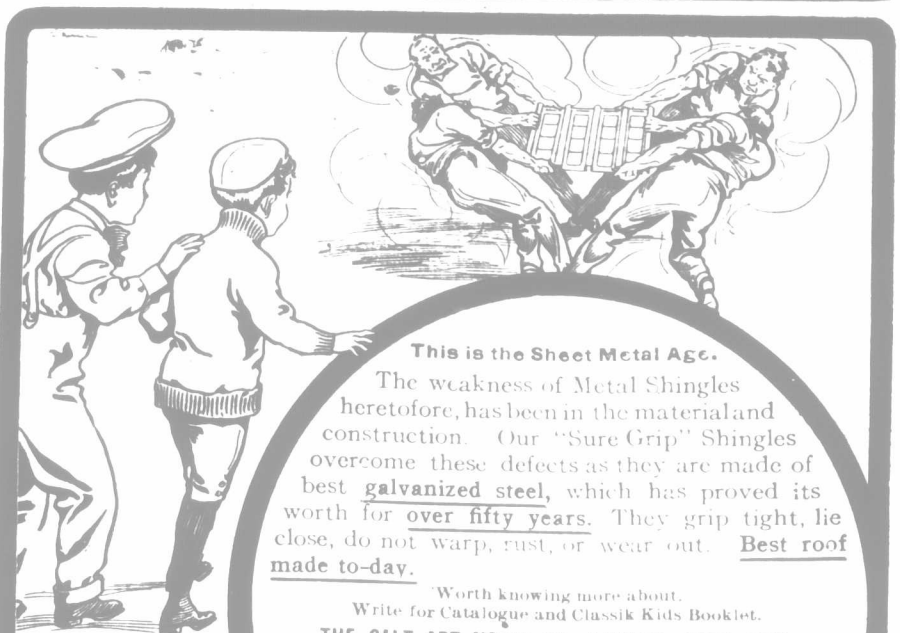 This is the Sheet Metal Age.
The weakness of Metal Shingles
heretofore, has been in the material and
construction. Our "Sure Grip" Shingles
overcome these defects as they are made of
best galvanized steel, which has proved its
worth for over fifty years. They grip tight, lie
close, do not warp, rust, or wear out. Best roof
made to-day.
Worth knowing more about.
Write for Catalogue and Classik Kids Booklet.